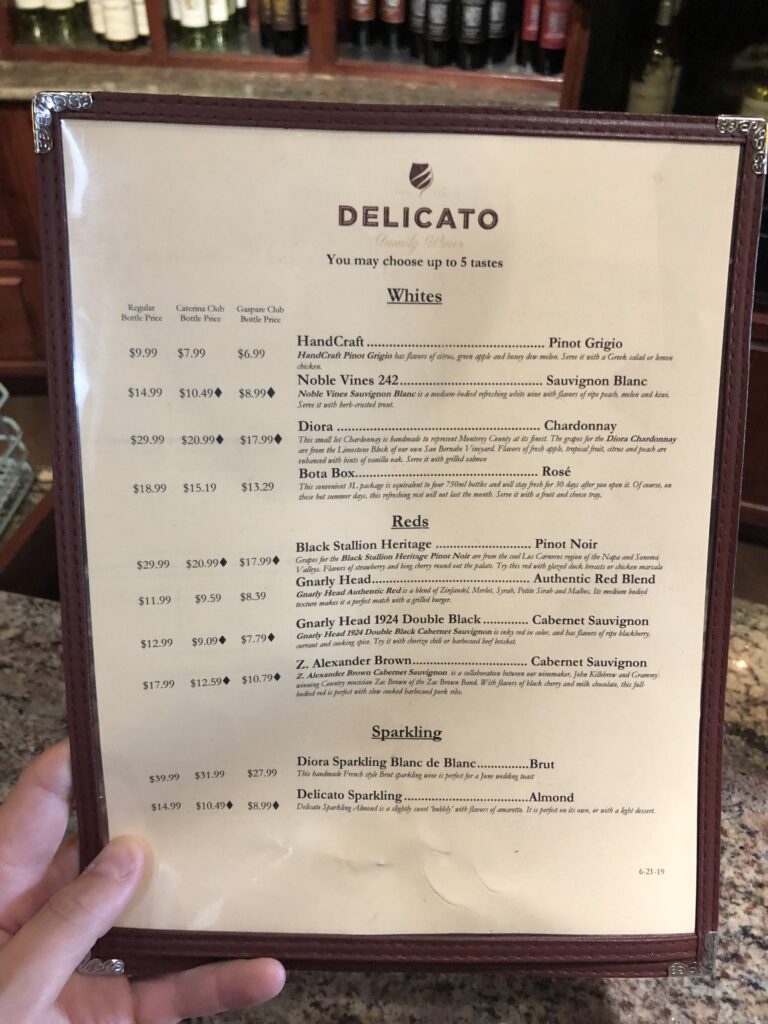 DELICATO
Family Wines
You may choose up to 5 tastes
Whites
Regular Bottle Price
Caterina Club Bottle Price
Gaspare Club Bottle Price
$9.99 $7.99 $6.99
HandCraft ............................................. Pinot Grigio
HandCraft Pinot Grigio has flavors of citrus, green apple and honey dew melon. Serve it with a Greek salad or lemon
chicken.
$14.99 $10.49♦ $8.99♦
Noble Vines 242.................................... Sauvignon Blanc
Noble Vines Sauvignon Blanc is a medium-bodied refreshing white wine with flavors of ripe peach, melon and kiwi.
Serve it with herb-crusted trout.
$29.99 $20.99♦ $17.99♦
Diora .......................................................... Chardonnay
This small lot Chardonnay is handmade to represent Monterey County at its finest. The grapes for the Diora Chardonnay
are from the Limestone Block of our own San Bernabe Vineyard. Flavors of fresh apple, tropical fruit, citrus and peach are
enhanced with hints of vanilla oak. Serve it with grilled salmon
$18.99 $15.19 $13.29
Bota Box.............................................. Rosé
This convenient 3L package is equivalent to four 750ml bottles and will stay fresh for 30 days after you open it. Of course, on
those hot summer days, this refreshing rosé will not last the month. Serve it with a fruit and cheese tray.
Reds
$29.99 $20.99♦ $17.99♦
Black Stallion Heritage ........................ Pinot Noir
Grapes for the Black Stallion Heritage Pinot Noir are from the cool Los Carneros region of the Napa and Sonoma
Valleys. Flavors of strawberry and bing cherry round out the palate. Try this red with glazed duck breasts or chicken marsala
$11.99 $9.59 $8.39
Gnarly Head........................................ Authentic Red Blend
Gnarly Head Authentic Red is a blend of Zinfandel, Merlot, Syrah, Petite Sirah and Malbec. Its medium bodied
texture makes it a perfect match with a grilled burger.
$12.99 $9.09♦ $7.79♦
Gnarly Head 1924 Double Black............ Cabernet Sauvignon
Gnarly Head 1924 Double Black Cabernet Sauvignon is inky red in color, and has flavors of ripe blackberry,
currant and cooking spice. Try it with chorizo chili or barbecued beef brisket.
$17.99 $12.59♦ $10.79♦
Z. Alexander Brown............................. Cabernet Sauvignon
Z. Alexander Brown Cabernet Sauvignon is a collaboration between our winemaker, John Killebrew and Grammy
winning Country musician Zac Brown of the Zac Brown Band. With flavors of black cherry and milk chocolate, this full-
bodied red is perfect with slow cooked barbecued pork ribs.
Sparkling
$39.99 $31.99 $27.99
Diora Sparkling Blanc de Blanc.............Brut
This handmade French style Brut sparkling wine is perfect for a June wedding toast
$14.99 $10.49♦ $8.99♦
Delicato Sparkling................................Almond
Delicato Sparkling Almond is a slightly sweet 'bubbly' with flavors of amaretto. It is perfect on its own, or with a light dessert.
6-21-19